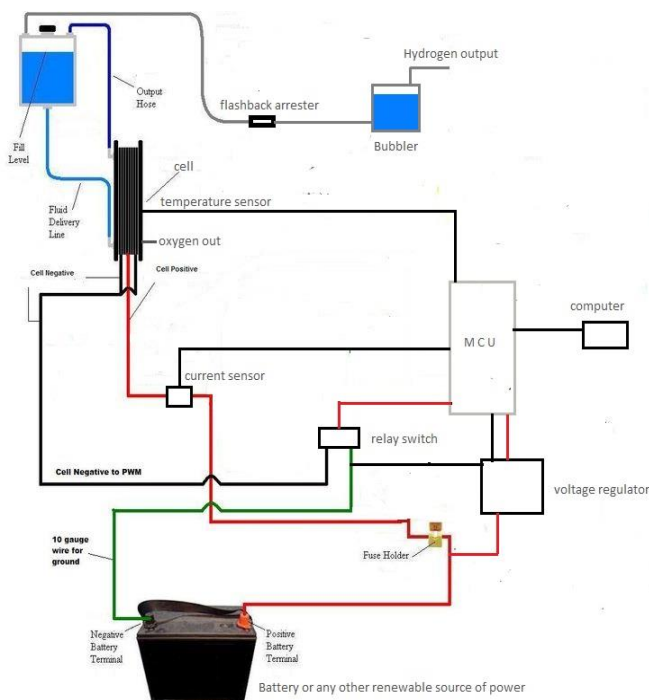 Hydrogen output
Output
Hose
flashback arrester
Bubbler
Fill
Level
cell
Fluid
Delivery
Line
temperature sensor
oxygen out
Cell Negative
Cell Positive
computer
M C U
current sensor
relay switch
Cell Negative to PWM
voltage regulator
10 gauge
wire for
ground
Fuse Holder
Negative
Battery
Terminal
Positive
Battery
Terminal
Battery or any other renewable source of power